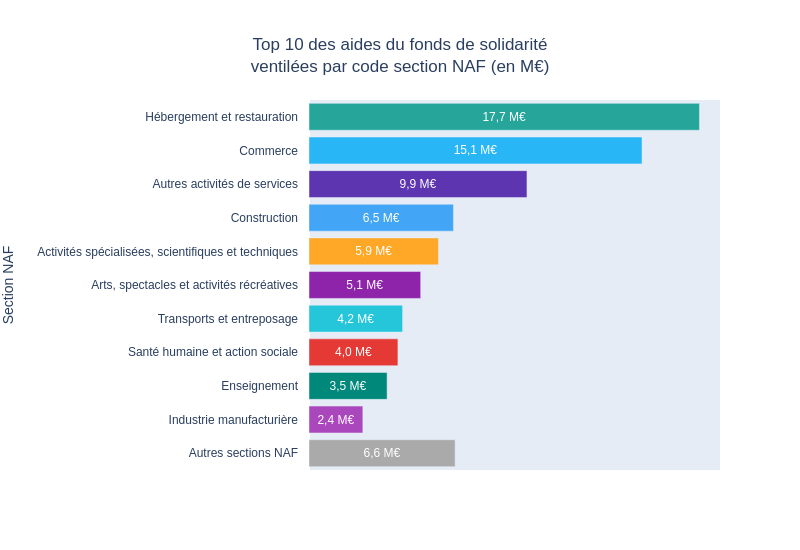 Top 10 des aides du fonds de solidarité
ventilées par code section NAF (en M€)
Section NAF
Hébergement et restauration 17,7 M€
Commerce 15,1 M€
Autres activités de services 9,9 M€
Construction 6,5 M€
Activités spécialisées, scientifiques et techniques 5,9 M€
Arts, spectacles et activités récréatives 5,1 M€
Transports et entreposage 4,2 M€
Santé humaine et action sociale 4,0 M€
Enseignement 3,5 M€
Industrie manufacturière 2,4 M€
Autres sections NAF 6,6 M€